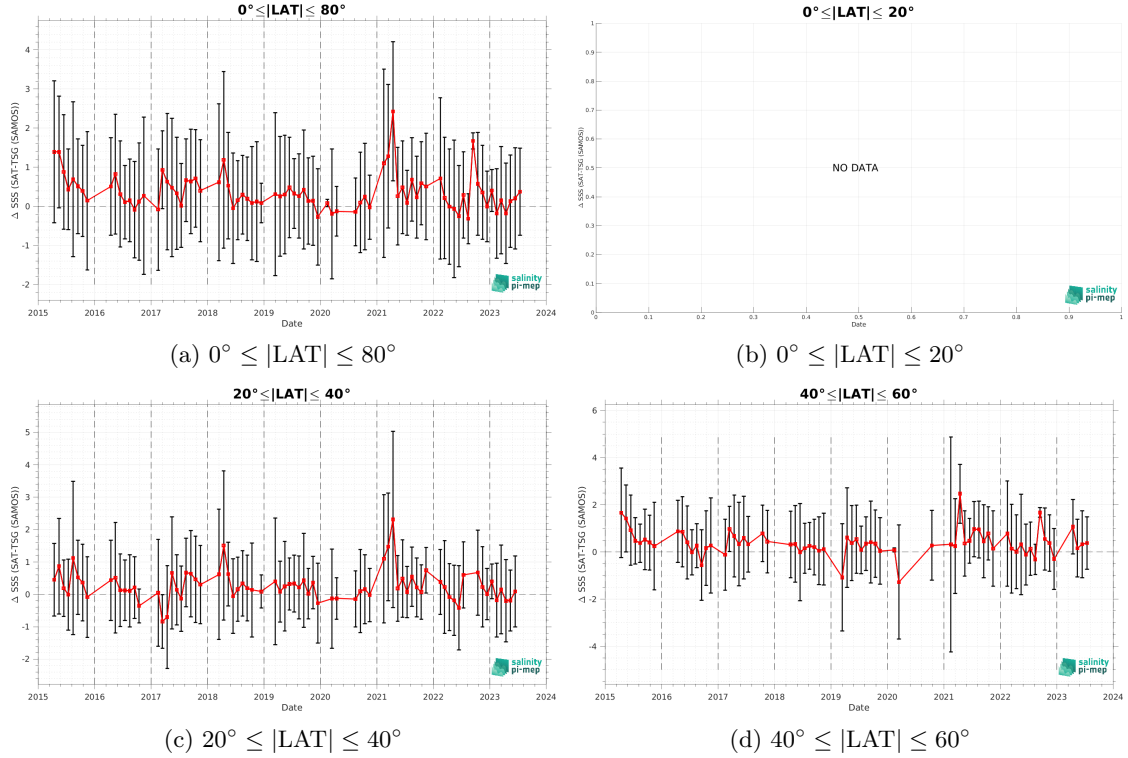 0°≤|LAT|≤ 80°
Δ SSS (SAT-TSG (SAMOS))
4
3
2
1
0
-1
-2
2015 2016 2017 2018 2019 2020 2021 2022 2023 2024
Date
salinity
pi-mep
(a) 0° ≤ |LAT| ≤ 80°
0°≤|LAT|≤ 20°
Δ SSS (SAT-TSG (SAMOS))
1
0.9
0.8
0.7
0.6
0.5
0.4
0.3
0.2
0.1
0
NO DATA
0 0.1 0.2 0.3 0.4 0.5 0.6 0.7 0.8 0.9 1
Date
salinity
pi-mep
(b) 0° ≤ |LAT| ≤ 20°
20°≤|LAT|≤ 40°
Δ SSS (SAT-TSG (SAMOS))
5
4
3
2
1
0
-1
-2
2015 2016 2017 2018 2019 2020 2021 2022 2023 2024
Date
salinity
pi-mep
(c) 20° ≤ |LAT| ≤ 40°
40°≤|LAT|≤ 60°
Δ SSS (SAT-TSG (SAMOS))
6
4
2
0
-2
-4
2015 2016 2017 2018 2019 2020 2021 2022 2023 2024
Date
salinity
pi-mep
(d) 40° ≤ |LAT| ≤ 60°